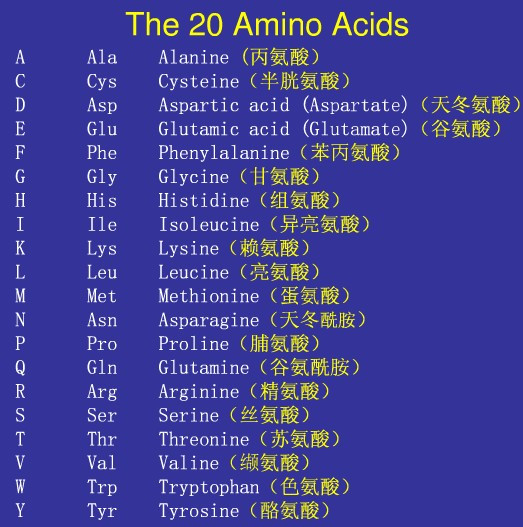 The 20 Amino Acids
A Ala Alanine (丙氨酸)
C Cys Cysteine (半胱氨酸)
D Asp Aspartic acid (Aspartate) (天冬氨酸)
E Glu Glutamic acid (Glutamate) (谷氨酸)
F Phe Phenylalanine (苯丙氨酸)
G Gly Glycine (甘氨酸)
H His Histidine (组氨酸)
I Ile Isoleucine (异亮氨酸)
K Lys Lysine (赖氨酸)
L Leu Leucine (亮氨酸)
M Met Methionine (蛋氨酸)
N Asn Asparagine (天冬酰胺)
P Pro Proline (脯氨酸)
Q Gln Glutamine (谷氨酰胺)
R Arg Arginine (精氨酸)
S Ser Serine (丝氨酸)
T Thr Threonine (苏氨酸)
V Val Valine (缬氨酸)
W Trp Tryptophan (色氨酸)
Y Tyr Tyrosine (酪氨酸)